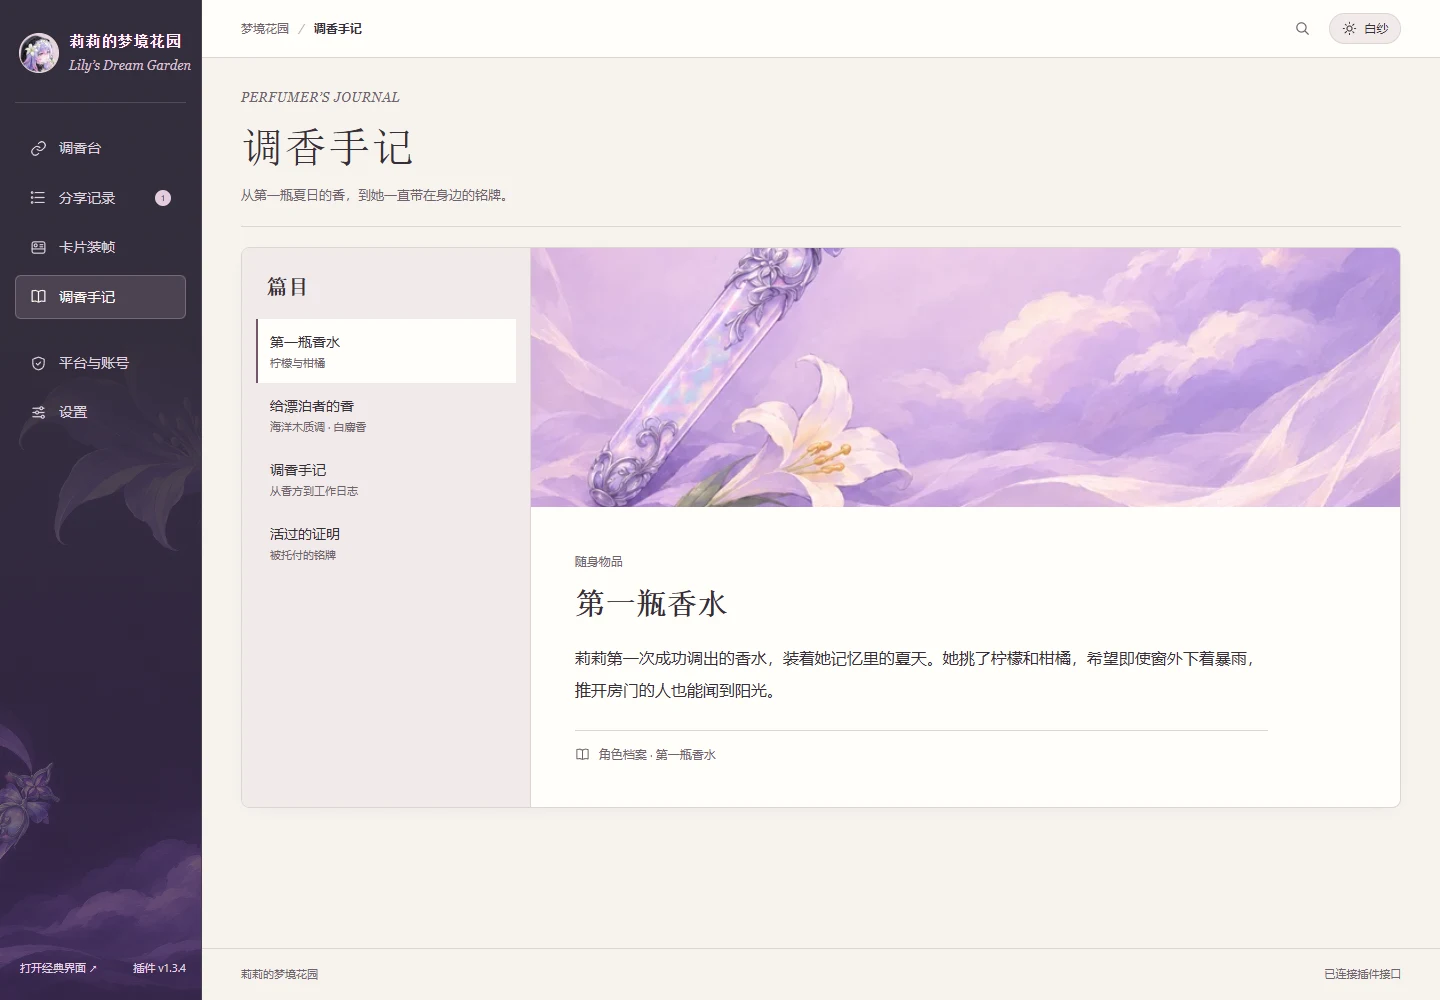 莉莉的梦境花园
Lily's Dream Garden
调香台
分享记录 1
卡片装帧
调香手记
平台与账号
设置
打开经典界面 ↗ 插件 v1.3.4
梦境花园 / 调香手记
白纱
PERFUMER'S JOURNAL
调香手记
从第一瓶夏日的香，到她一直带在身边的铭牌。
篇目
第一瓶香水
柠檬与柑橘
给漂泊者的香
海洋木质调 · 白麝香
调香手记
从香方到工作日志
活过的证明
被托付的铭牌
随身物品
第一瓶香水
莉莉第一次成功调出的香水，装着她记忆里的夏天。她挑了柠檬和柑橘，希望即使窗外下着暴雨，
推开房门的人也能闻到阳光。
角色档案 · 第一瓶香水
莉莉的梦境花园
已连接插件接口